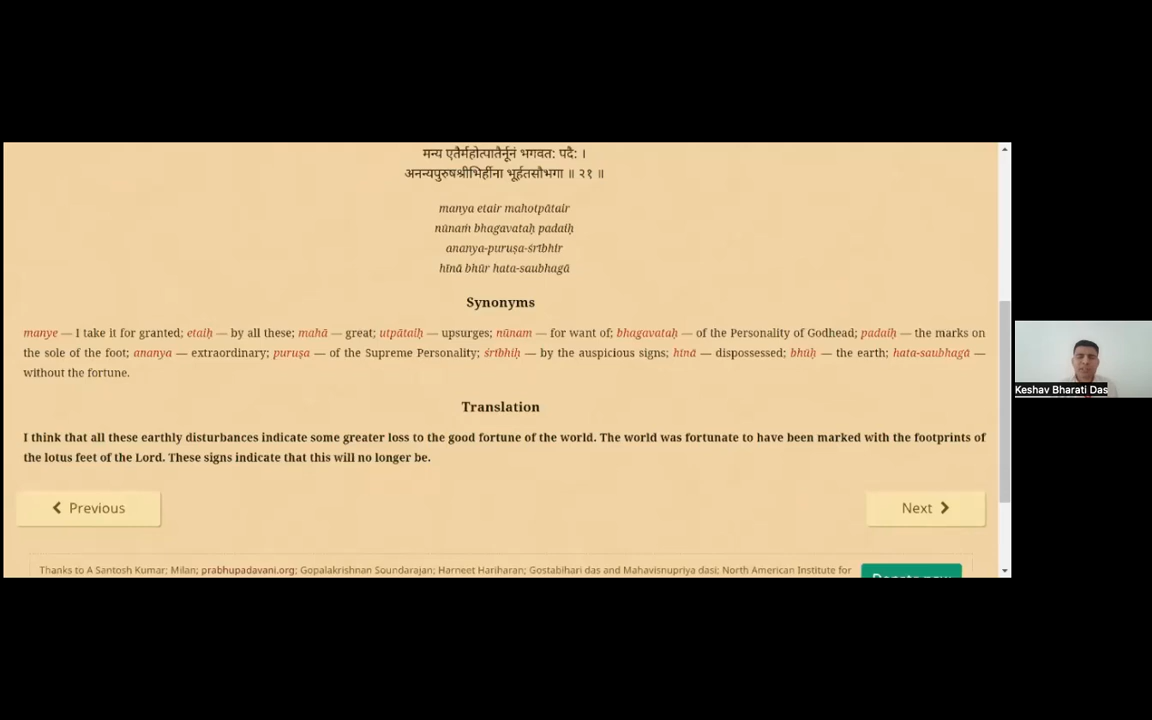 मन्य एतैर्महोत्पातैर्नूनं भगवत: पदै: ।
अनन्यपुरुषश्रीभिर्हीना भूर्हतसौभगा ॥ २१ ॥
manya etair mahotpātair
nūnaṁ bhagavataḥ padaiḥ
ananya-puruṣa-śrībhir
hīnā bhūr hata-saubhagā
Synonyms
manye — I take it for granted; etaiḥ — by all these; mahā — great; utpātaiḥ — upsurges; nūnam — for want of; bhagavataḥ — of the Personality of Godhead; padaiḥ — the marks on
the sole of the foot; ananya — extraordinary; puruṣa — of the Supreme Personality; śrībhiḥ — by the auspicious signs; hīnā — dispossessed; bhūḥ — the earth; hata-saubhagā —
without the fortune.
Translation
I think that all these earthly disturbances indicate some greater loss to the good fortune of the world. The world was fortunate to have been marked with the footprints of
the lotus feet of the Lord. These signs indicate that this will no longer be.
Previous
Next
Thanks to A Santosh Kumar; Milan; prabhupadavani.org; Gopalakrishnan Soundarajan; Harneet Hariharan; Gostabihari das and Mahavisnupriya dasi; North American Institute for
Donate now
Keshav Bharati Das